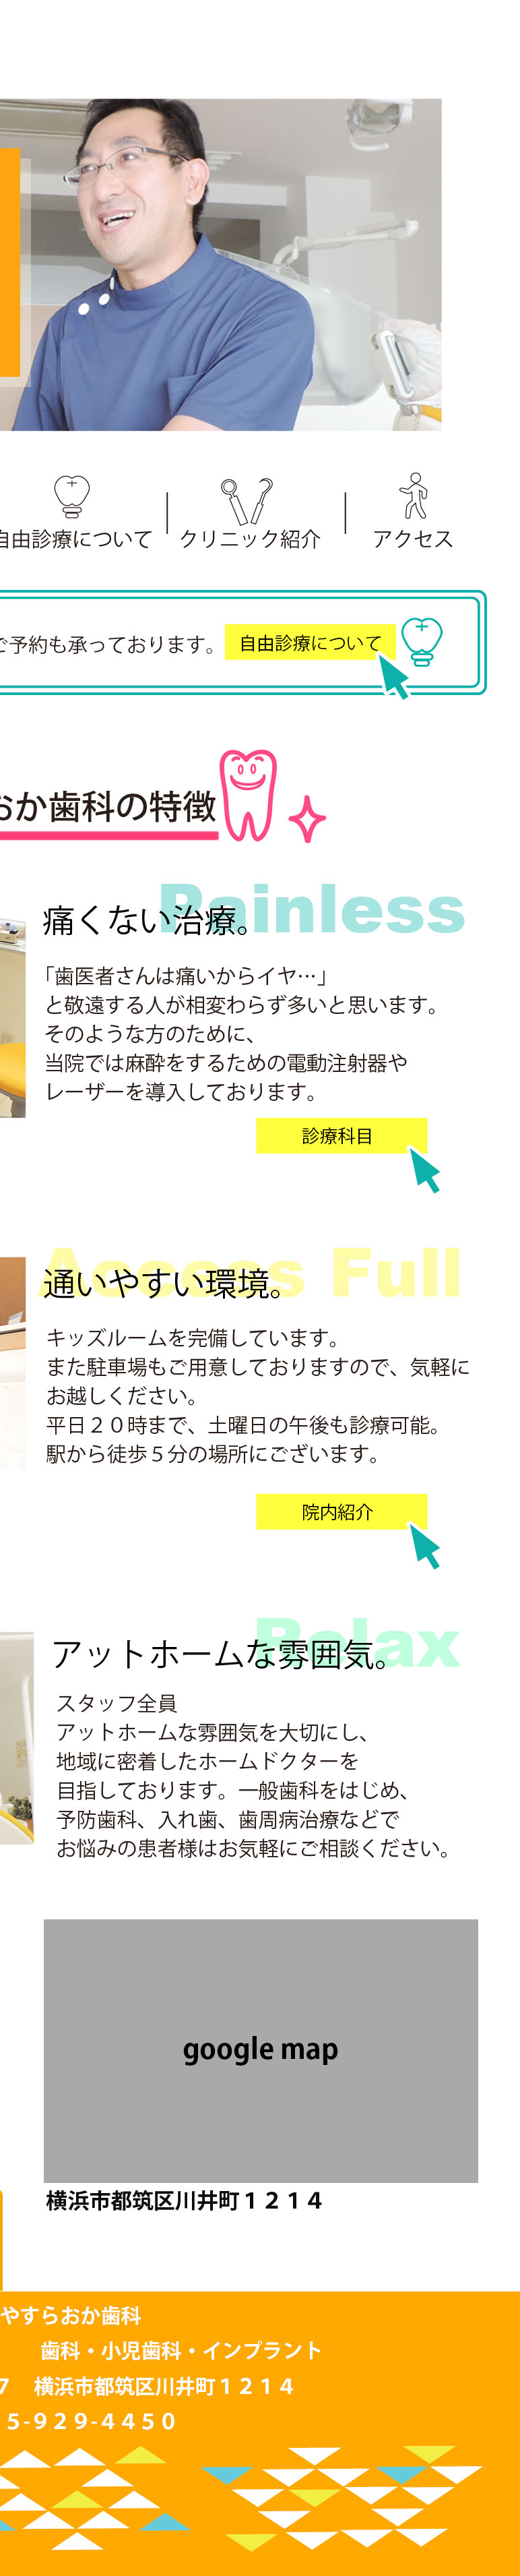 自由診療について
クリニック紹介
アクセス
ご予約も承っております。
自由診療について
おか歯科の特徴
Painless
痛くない治療。
「歯医者さんは痛いからイヤ…」
と敬遠する人が相変わらず多いと思います。
そのような方のために、
当院では麻酔をするための電動注射器や
レーザーを導入しております。
診療科目
Access Full
通いやすい環境。
キッズルームを完備しています。
また駐車場もご用意しておりますので、気軽に
お越しください。
平日２０時まで、土曜日の午後も診療可能。
駅から徒歩５分の場所にございます。
院内紹介
Relax
アットホームな雰囲気。
スタッフ全員
アットホームな雰囲気を大切にし、
地域に密着したホームドクターを
目指しております。一般歯科をはじめ、
予防歯科、入れ歯、歯周病治療などで
お悩みの患者様はお気軽にご相談ください。
google map
横浜市都筑区川井町１２１４
やすらおか歯科
歯科・小児歯科・インプラント
7　横浜市都筑区川井町１２１４
５-９２９-４４５０